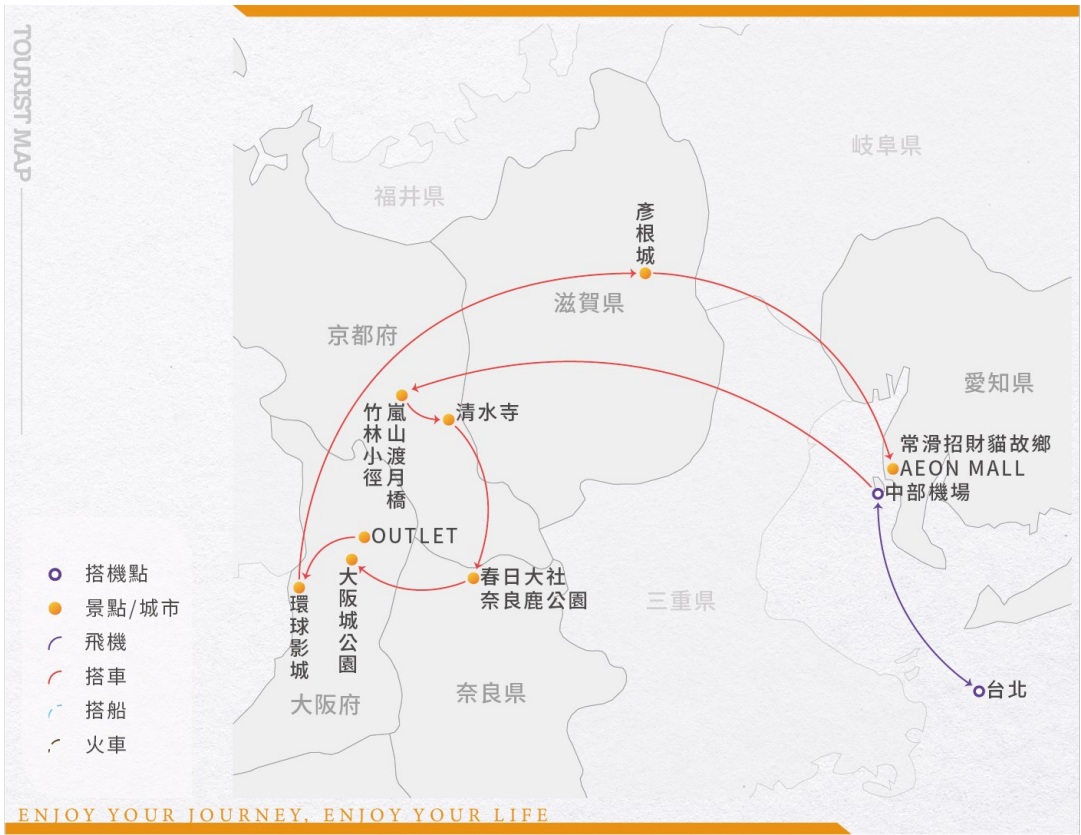 TOURIST MAP
岐阜県
福井県
彥根城
滋賀県
京都府
愛知県
嵐山渡月橋
竹林小徑
清水寺
常滑招財貓故鄉
AEON MALL
中部機場
OUTLET
大阪城公園
春日大社
奈良鹿公園
環球影城
三重県
大阪府
奈良県
台北
搭機點
景點/城市
飛機
搭車
搭船
火車
ENJOY YOUR JOURNEY, ENJOY YOUR LIFE